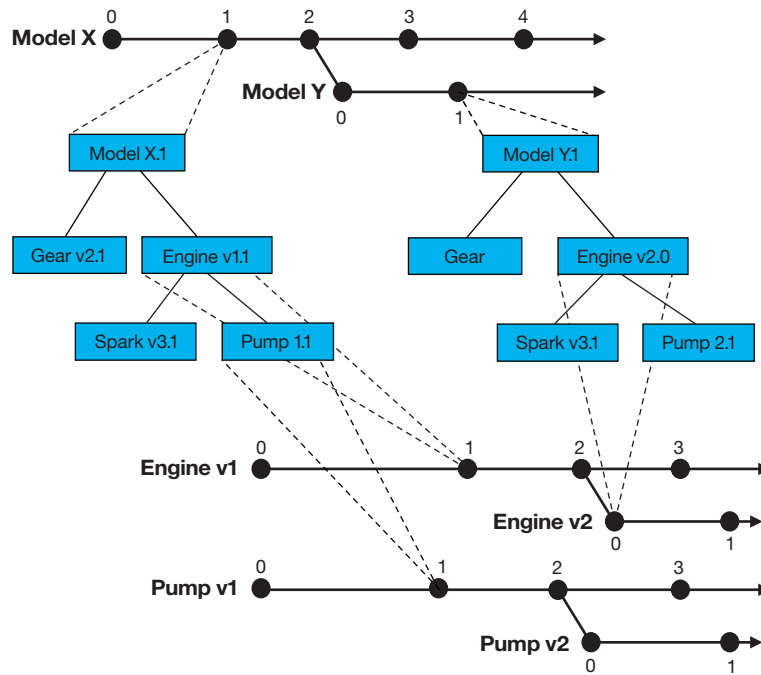 0 1 2 3 4
Model X
Model Y
0 1
Model X.1
Model Y.1
Gear v2.1
Engine v1.1
Gear
Engine v2.0
Spark v3.1
Pump 1.1
Spark v3.1
Pump 2.1
0 1 2 3
Engine v1
Engine v2
0 1
0 1 2 3
Pump v1
Pump v2
0 1